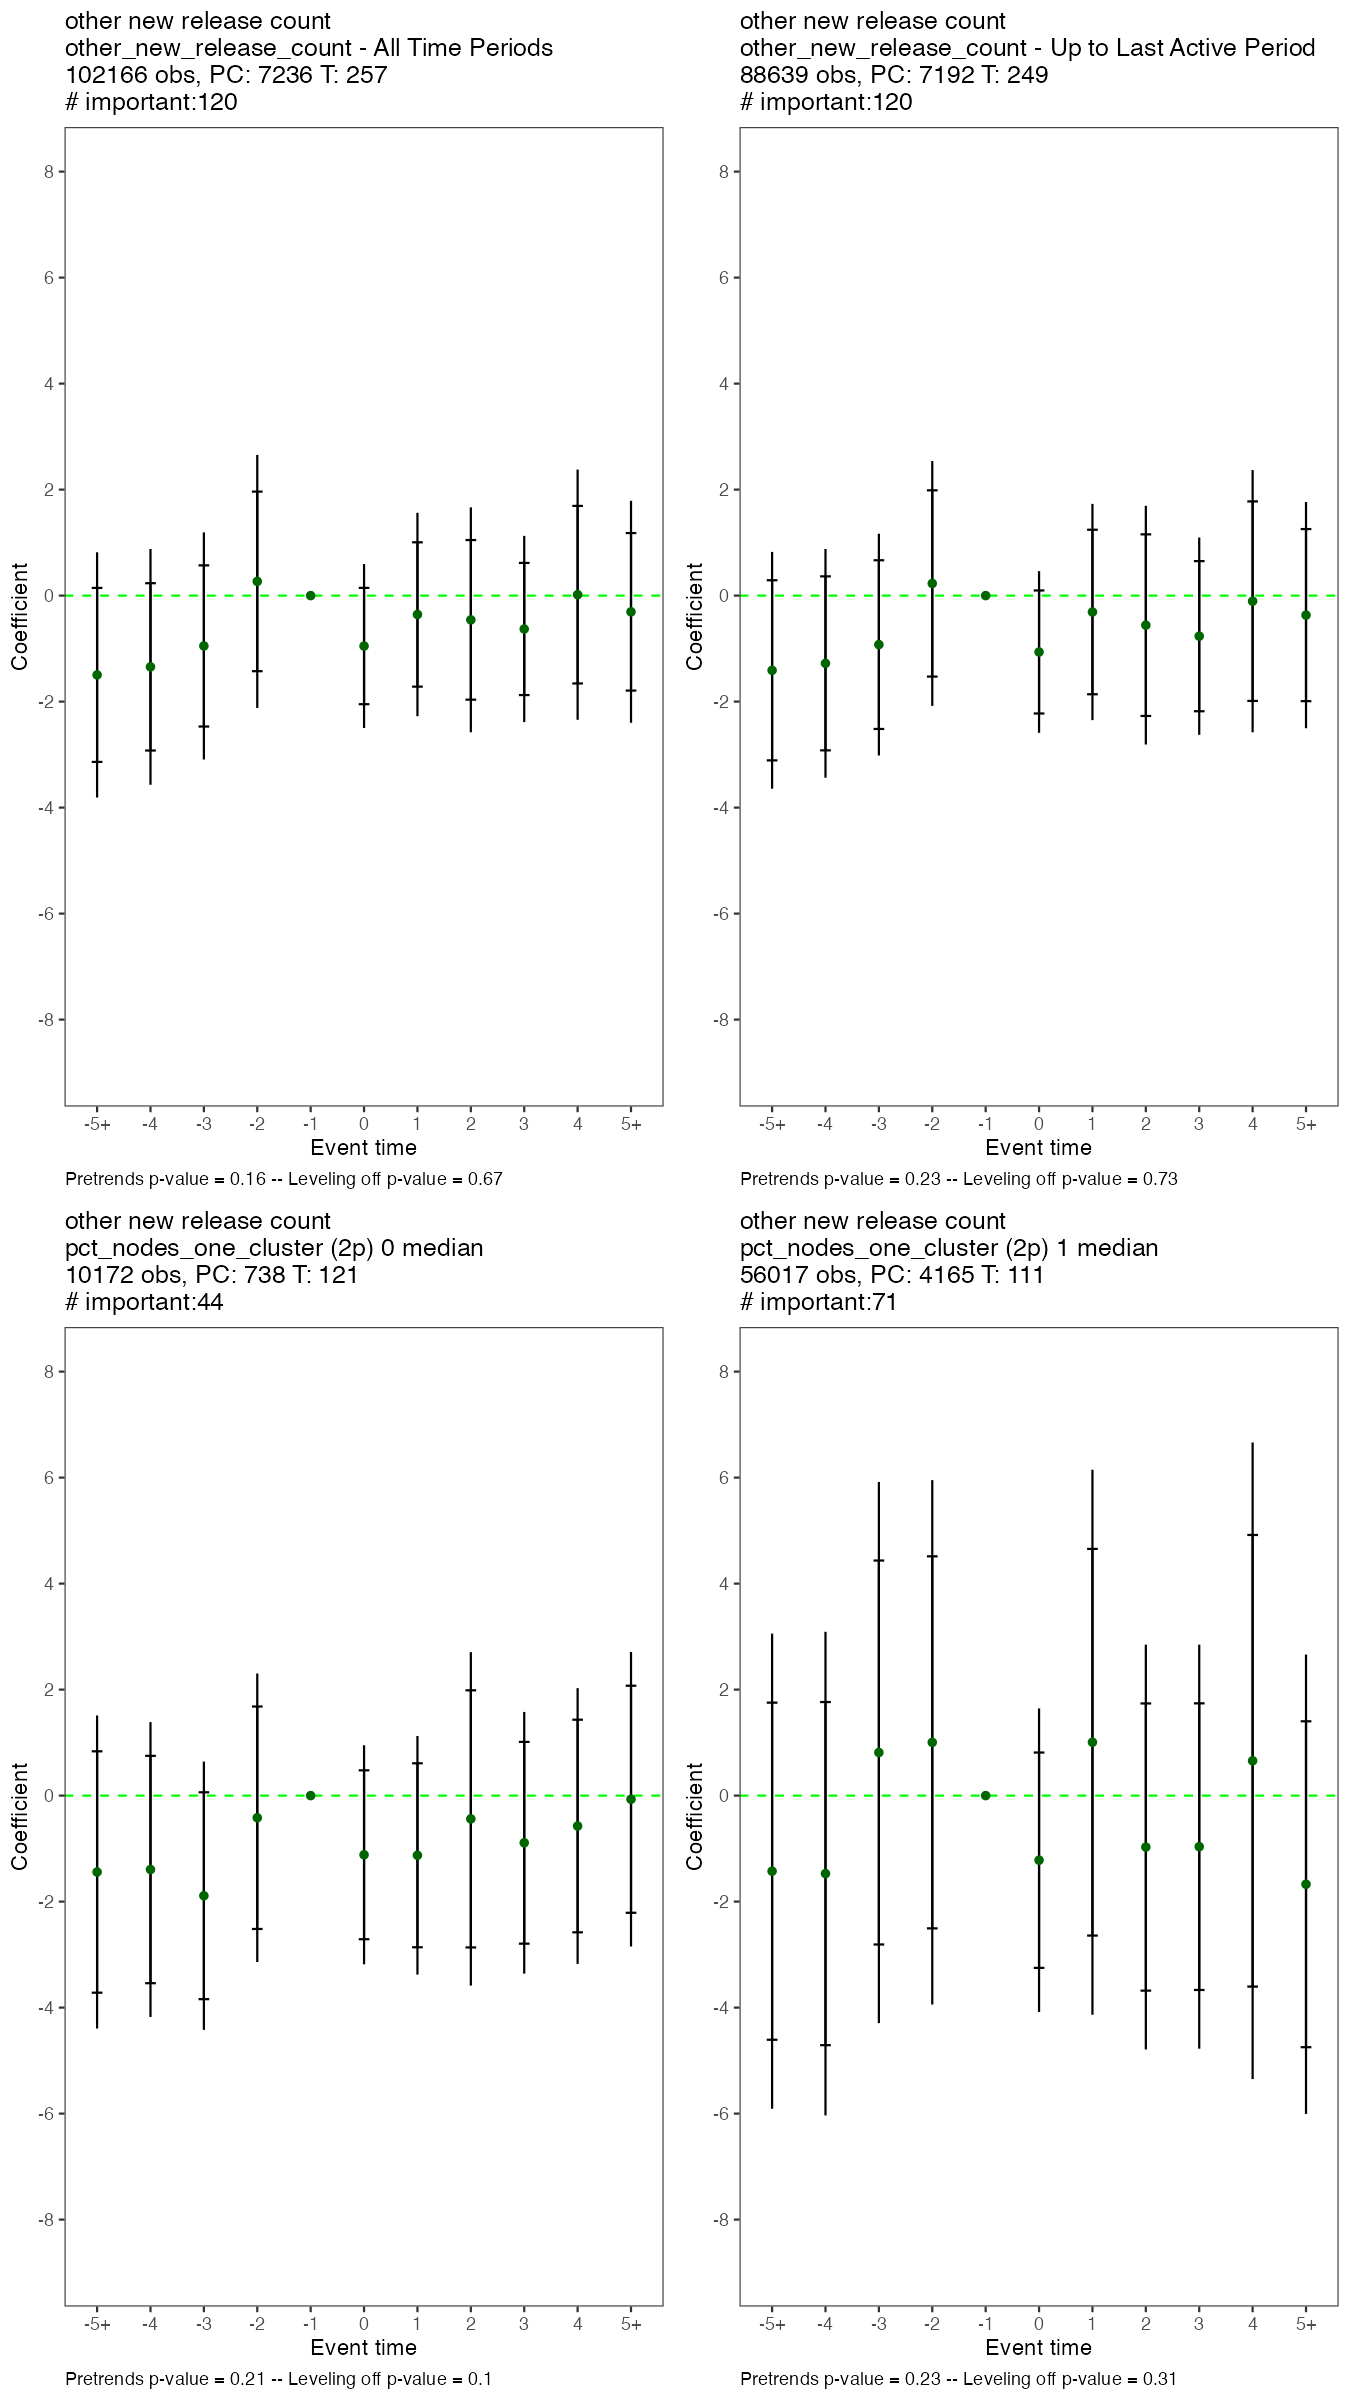 other new release count
other_new_release_count - All Time Periods
102166 obs, PC: 7236 T: 257
# important:120
8
6
4
2
0
-2
-4
-6
-8
Coefficient
-5+ -4 -3 -2 -1 0 1 2 3 4 5+
Event time
Pretrends p-value = 0.16 -- Leveling off p-value = 0.67
other new release count
other_new_release_count - Up to Last Active Period
88639 obs, PC: 7192 T: 249
# important:120
8
6
4
2
0
-2
-4
-6
-8
Coefficient
-5+ -4 -3 -2 -1 0 1 2 3 4 5+
Event time
Pretrends p-value = 0.23 -- Leveling off p-value = 0.73
other new release count
pct_nodes_one_cluster (2p) 0 median
10172 obs, PC: 738 T: 121
# important:44
8
6
4
2
0
-2
-4
-6
-8
Coefficient
-5+ -4 -3 -2 -1 0 1 2 3 4 5+
Event time
Pretrends p-value = 0.21 -- Leveling off p-value = 0.1
other new release count
pct_nodes_one_cluster (2p) 1 median
56017 obs, PC: 4165 T: 111
# important:71
8
6
4
2
0
-2
-4
-6
-8
Coefficient
-5+ -4 -3 -2 -1 0 1 2 3 4 5+
Event time
Pretrends p-value = 0.23 -- Leveling off p-value = 0.31